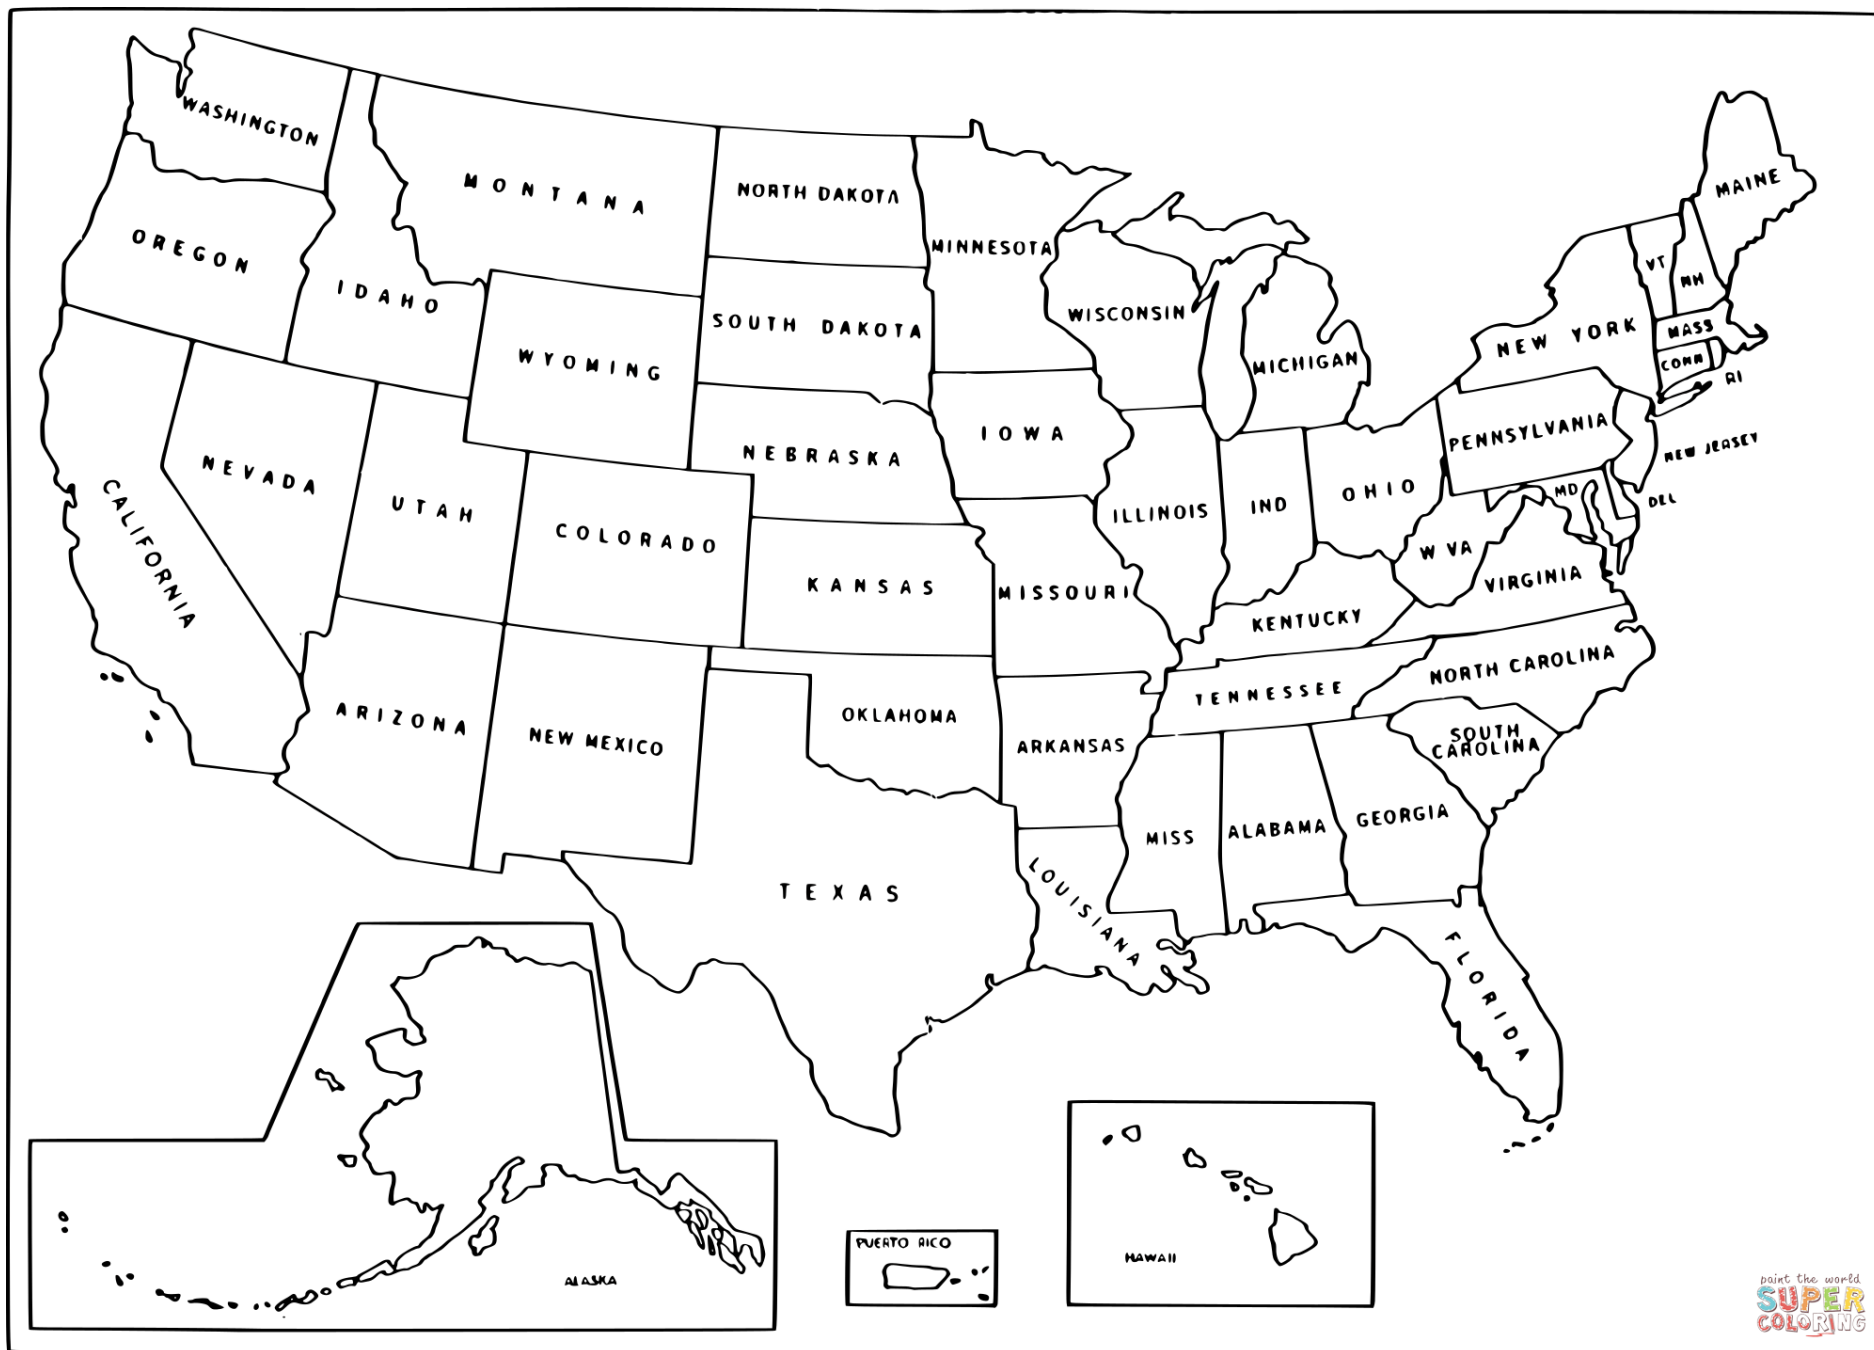 WASHINGTON
MONTANA
NORTH DAKOTA
MINNESOTA
MAINE
OREGON
IDAHO
WYOMING
SOUTH DAKOTA
WISCONSIN
MICHIGAN
NEW YORK
VT
NH
MASS
CONN
RI
CALIFORNIA
NEVADA
UTAH
COLORADO
NEBRASKA
IOWA
ILLINOIS
IND
OHIO
PENNSYLVANIA
NEW JERSEY
MD
DEL
W VA
VIRGINIA
KANSAS
MISSOURI
KENTUCKY
ARIZONA
NEW MEXICO
OKLAHOMA
ARKANSAS
TENNESSEE
NORTH CAROLINA
SOUTH
CAROLINA
TEXAS
LOUISIANA
MISS
ALABAMA
GEORGIA
FLORIDA
ALASKA
PUERTO RICO
HAWAII
paint the world
SUPER
COLORING